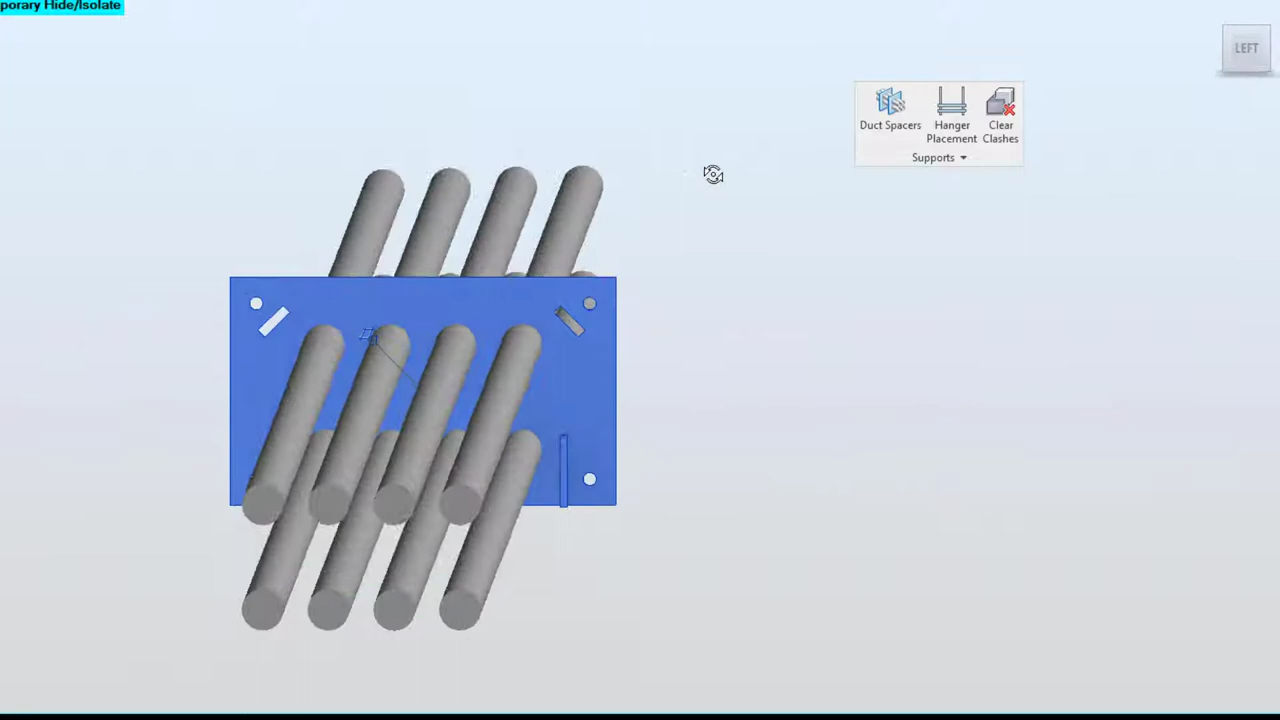 porary Hide/Isolate
LEFT
Duct Spacers
Hanger Placement
Clear Clashes
Supports